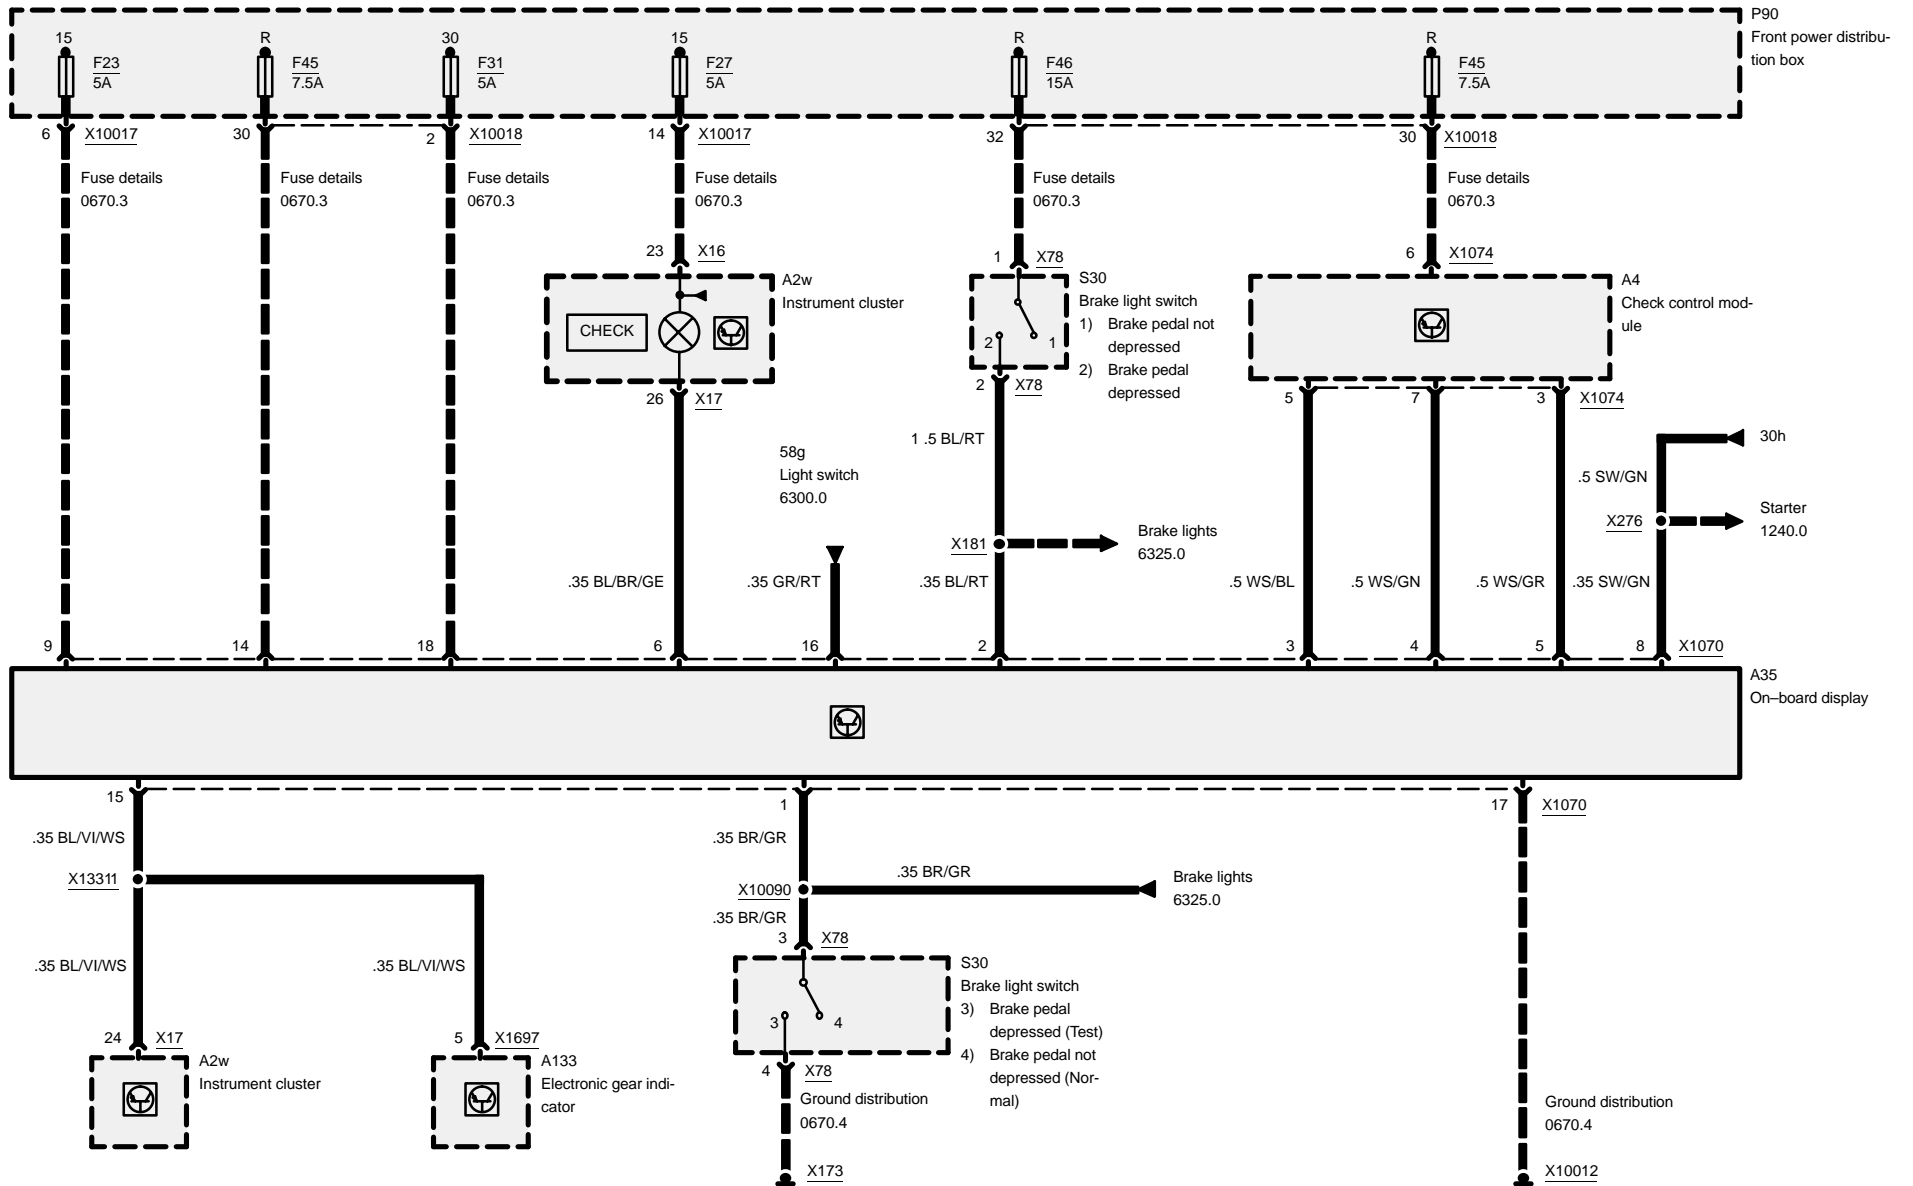 P90
Front power distribu-
tion box
15
F23
5A
R
F45
7.5A
30
F31
5A
15
F27
5A
R
F46
15A
R
F45
7.5A
6
X10017
30
2
X10018
14
X10017
32
30
X10018
Fuse details
0670.3
Fuse details
0670.3
Fuse details
0670.3
Fuse details
0670.3
Fuse details
0670.3
Fuse details
0670.3
23
X16
A2w
Instrument cluster
CHECK
26
X17
1
X78
S30
Brake light switch
1) Brake pedal not
depressed
2) Brake pedal
depressed
2
1
2
X78
6
X1074
A4
Check control mod-
ule
5
7
3
X1074
1 .5 BL/RT
58g
Light switch
6300.0
30h
.5 SW/GN
X276
Starter
1240.0
X181
Brake lights
6325.0
.35 BL/BR/GE
.35 GR/RT
.35 BL/RT
.5 WS/BL
.5 WS/GN
.5 WS/GR
.35 SW/GN
9
14
18
6
16
2
3
4
5
8
X1070
A35
On–board display
15
1
17
X1070
.35 BL/VI/WS
.35 BR/GR
X13311
X10090
.35 BR/GR
Brake lights
6325.0
.35 BR/GR
3
X78
.35 BL/VI/WS
.35 BL/VI/WS
S30
Brake light switch
3) Brake pedal
depressed (Test)
4) Brake pedal not
depressed (Nor-
mal)
3
4
24
X17
A2w
Instrument cluster
5
X1697
A133
Electronic gear indi-
cator
4
X78
Ground distribution
0670.4
X173
Ground distribution
0670.4
X10012